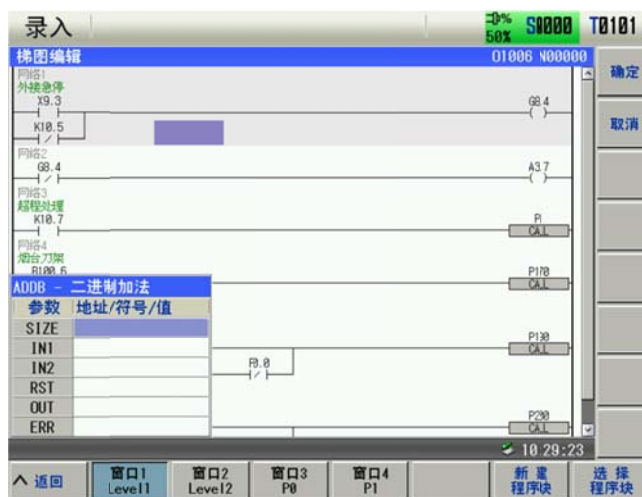 录入
50%
S0000
T0101
梯图编辑
O1006 N00000
确定
网络1
外接急停
X9.3
G8.4
取消
K10.5
网络2
G8.4
A3.7
网络3
超程处理
K10.7
P1
CALL
网络4
烟台刀架
R100.6
P170
CALL
ADDB - 二进制加法
参数 地址/符号/值
SIZE
IN1
P190
CALL
IN2
F0.0
RST
OUT
P200
ERR
CALL
10:29:23
返回
窗口1
Level1
窗口2
Level2
窗口3
P0
窗口4
P1
新建
程序块
选择
程序块